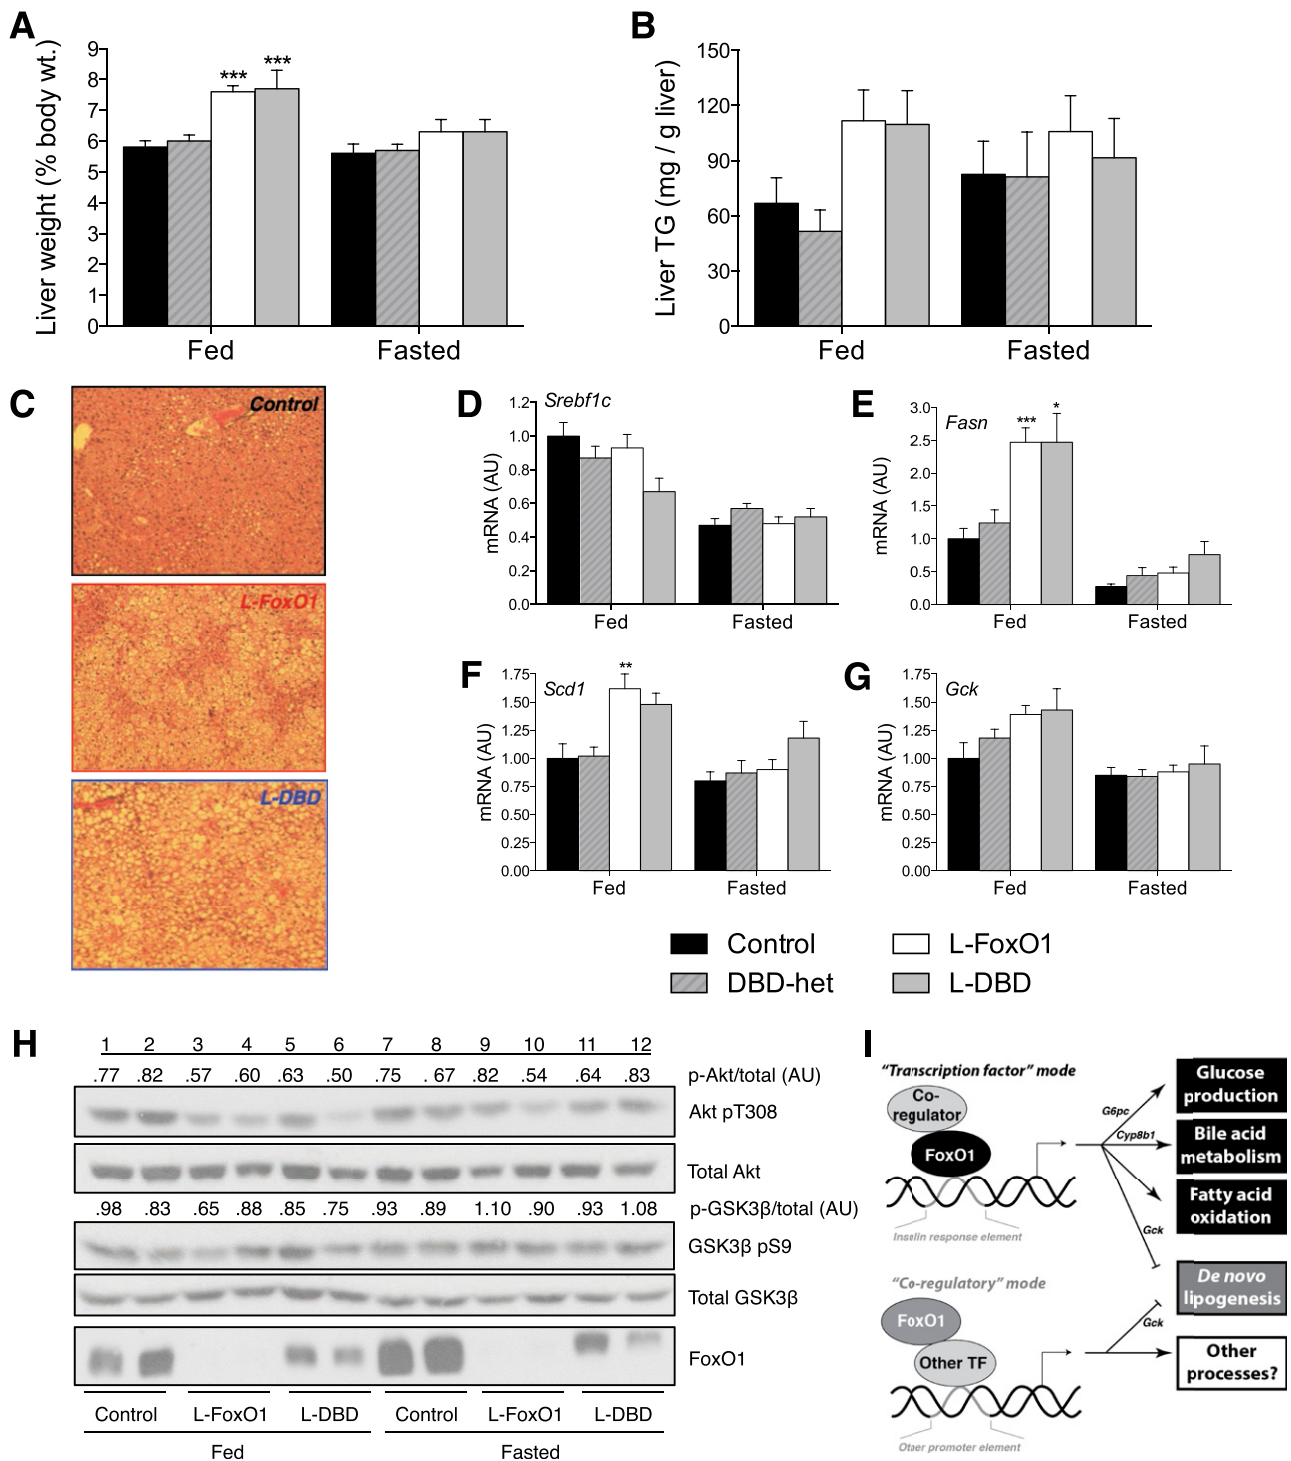 A
Liver weight (% body wt.)
9
8
7
6
5
4
3
2
1
0
***
***
Fed
Fasted
B
Liver TG (mg / g liver)
150
120
90
60
30
0
Fed
Fasted
C
Control
L-FoxO1
L-DBD
D
Srebf1c
mRNA (AU)
1.2
1.0
0.8
0.6
0.4
0.2
0.0
Fed
Fasted
E
Fasn
mRNA (AU)
3.0
2.5
2.0
1.5
1.0
0.5
0.0
***
*
Fed
Fasted
F
Scd1
mRNA (AU)
1.75
1.50
1.25
1.00
0.75
0.50
0.25
0.00
**
Fed
Fasted
G
Gck
mRNA (AU)
1.75
1.50
1.25
1.00
0.75
0.50
0.25
0.00
Fed
Fasted
Control
L-FoxO1
DBD-het
L-DBD
H
1 2 3 4 5 6 7 8 9 10 11 12
.77 .82 .57 .60 .63 .50 .75 .67 .82 .54 .64 .83 p-Akt/total (AU)
Akt pT308
Total Akt
.98 .83 .65 .88 .85 .75 .93 .89 1.10 .90 .93 1.08 p-GSK3β/total (AU)
GSK3β pS9
Total GSK3β
FoxO1
Control L-FoxO1 L-DBD Control L-FoxO1 L-DBD
Fed Fasted
I
"Transcription factor" mode
Co-
regulator
FoxO1
Insulin response element
G6pc
Cyp8b1
Gck
Glucose
production
Bile acid
metabolism
Fatty acid
oxidation
De novo
lipogenesis
"Co-regulatory" mode
FoxO1
Other TF
Gck
Other
processes?
Other promoter element